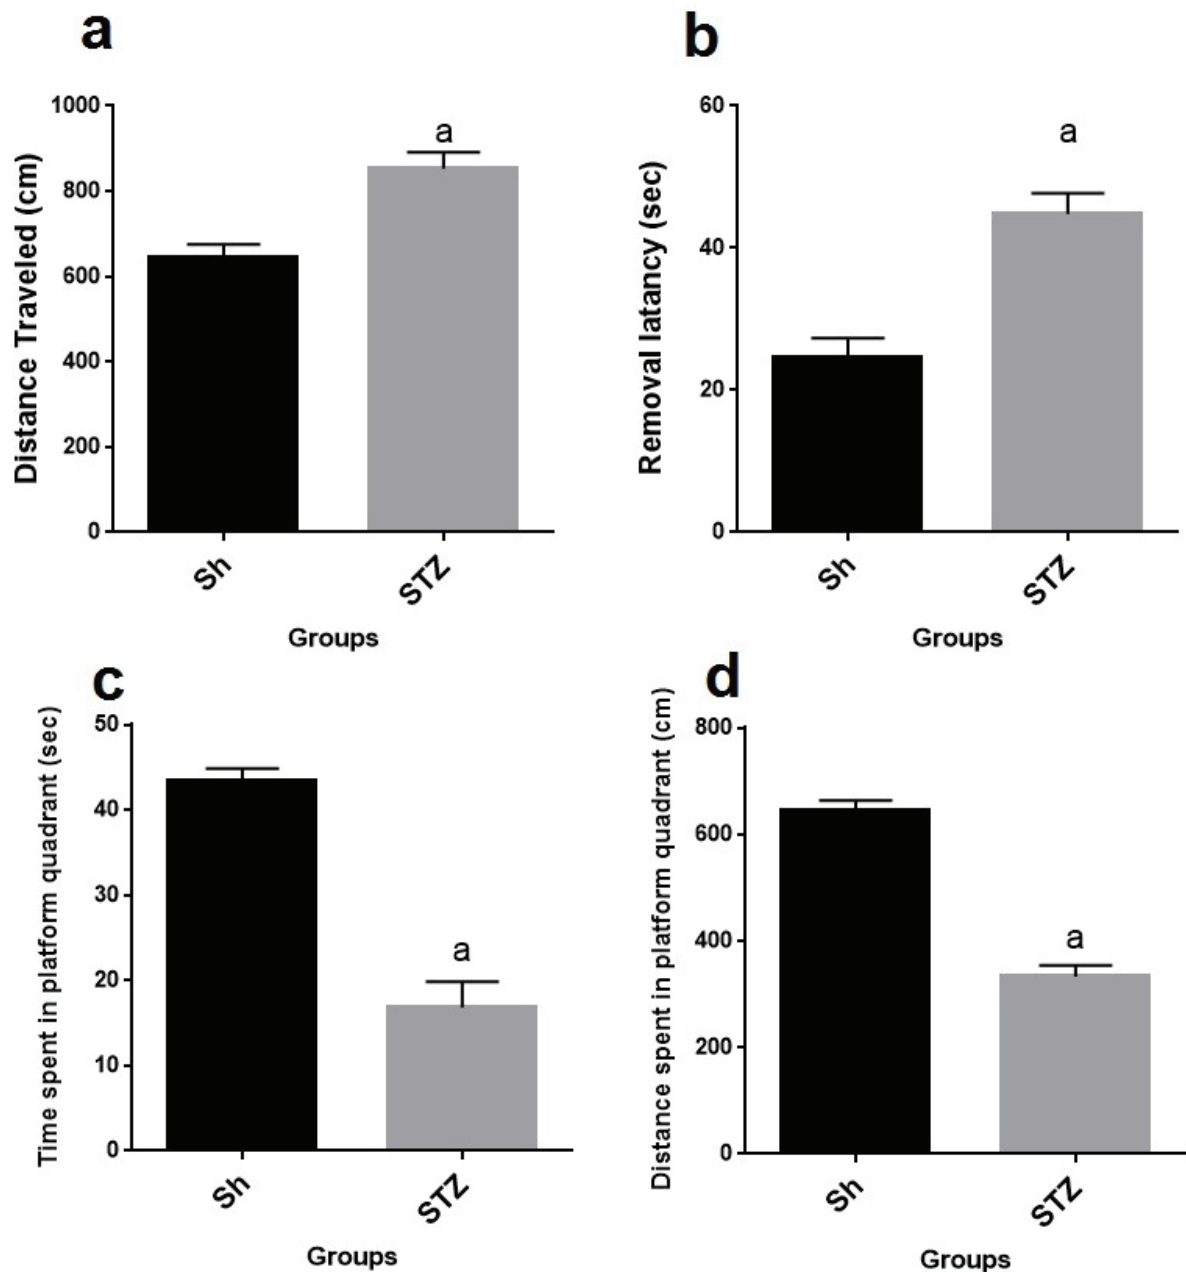 a
Distance Traveled (cm)
1000
800
600
400
200
0
a
Sh
STZ
Groups
b
Removal latancy (sec)
60
40
20
0
a
Sh
STZ
Groups
c
Time spent in platform quadrant (sec)
50
40
30
20
10
0
a
Sh
STZ
Groups
d
Distance spent in platform quadrant (cm)
800
600
400
200
0
a
Sh
STZ
Groups